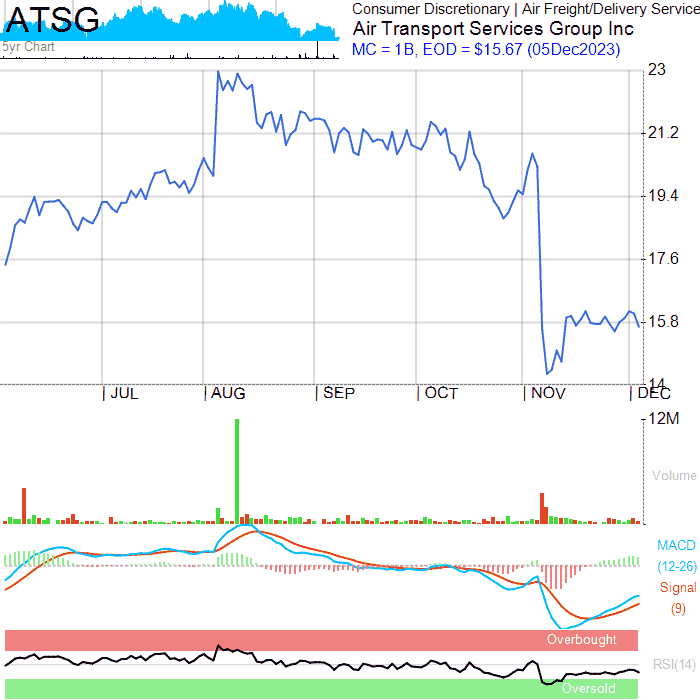 ATSG
5yr Chart
Consumer Discretionary | Air Freight/Delivery Service
Air Transport Services Group Inc
MC = 1B, EOD = $15.67 (05Dec2023)
23
21.2
19.4
17.6
15.8
14
JUL
AUG
SEP
OCT
NOV
DEC
12M
Volume
MACD
(12-26)
Signal
(9)
Overbought
RSI(14)
Oversold